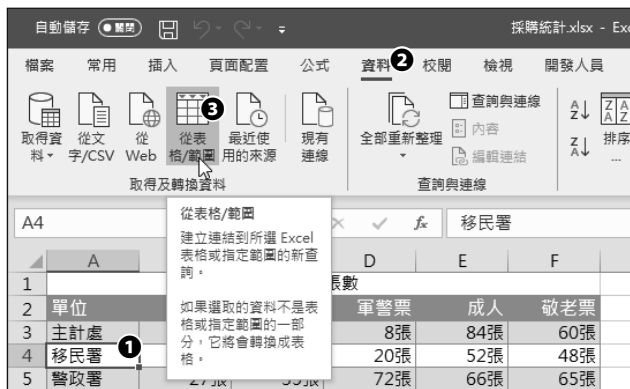 自動儲存 關閉 採購統計.xlsx - Exc
檔案 常用 插入 頁面配置 公式 資料 ❷ 校閱 檢視 開發人員
取得資料 從文字/CSV 從 Web 從表格/範圍 ❸ 最近使用的來源 現有連線 全部重新整理 查詢與連線 內容 編輯連結 排序...
取得及轉換資料 查詢與連線
A4 fx 移民署
從表格/範圍
建立連結到所選 Excel
表格或指定範圍的新查
詢。
如果選取的資料不是表
格或指定範圍的一部
分，它將會轉換成表
格。
A D E F
1 張數
2 單位 軍警票 成人 敬老票
3 主計處 8張 84張 60張
4 移民署 ❶ 20張 52張 48張
5 警政署 72張 66張 65張